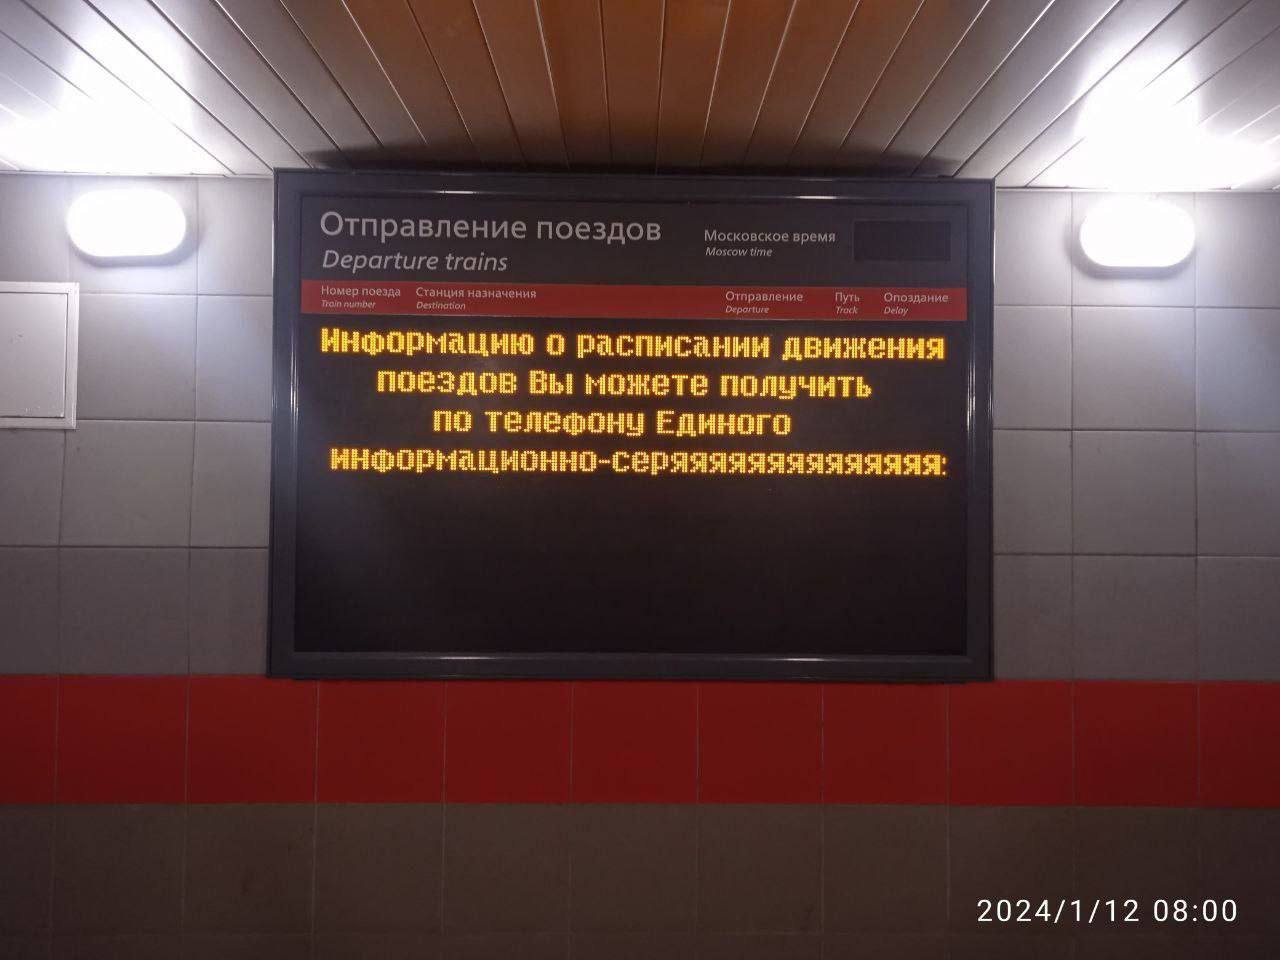 Отправление поездов
Departure trains
Московское время
Moscow time
Номер поезда
Train number
Станция назначения
Destination
Отправление
Departure
Путь
Track
Опоздание
Delay
Информацию о расписании движения
поездов Вы можете получить
по телефону Единого
информационно-серяяяяяяяяяяяяяя:
2024/1/12 08:00